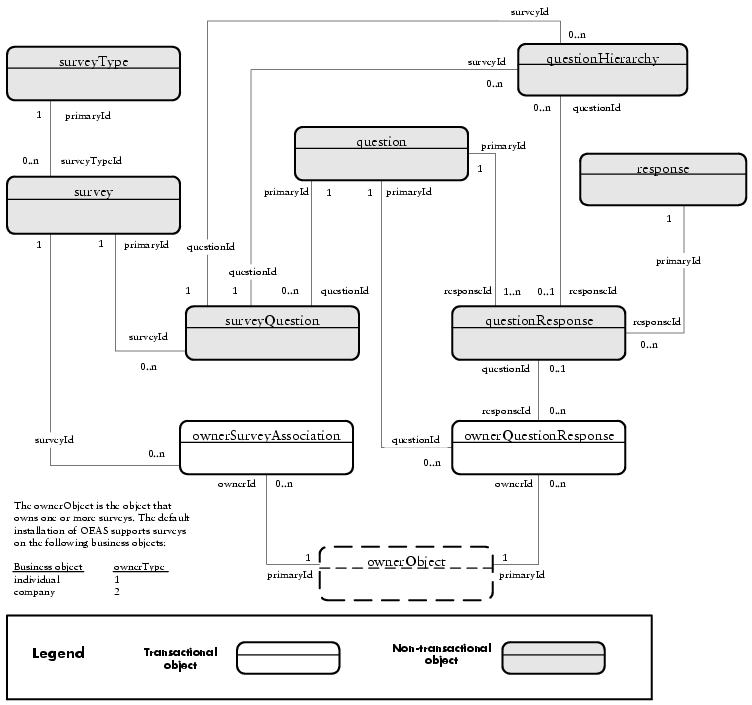 surveyId
0..n
surveyType
questionHierarchy
surveyId
0..n
1 primaryId
0..n questionId
question
primaryId
0..n surveyTypeId
1
response
survey
primaryId 1
1 primaryId
1
1
1 primaryId
questionId
primaryId
questionId
1
1
0..n questionId
responseId 1..n
0..1 responseId
surveyQuestion
questionResponse
responseId
surveyId
0..n
0..n
questionId 0..1
responseId 0..n
ownerSurveyAssociation
ownerQuestionResponse
surveyId
0..n
questionId
0..n
ownerId 0..n
ownerId 0..n
The ownerObject is the object that
owns one or more surveys. The default
installation of OEAS supports surveys
on the following business objects:
1
ownerObject
1
primaryId
primaryId
Business object ownerType
individual 1
company 2
Legend
Transactional
object
Non-transactional
object